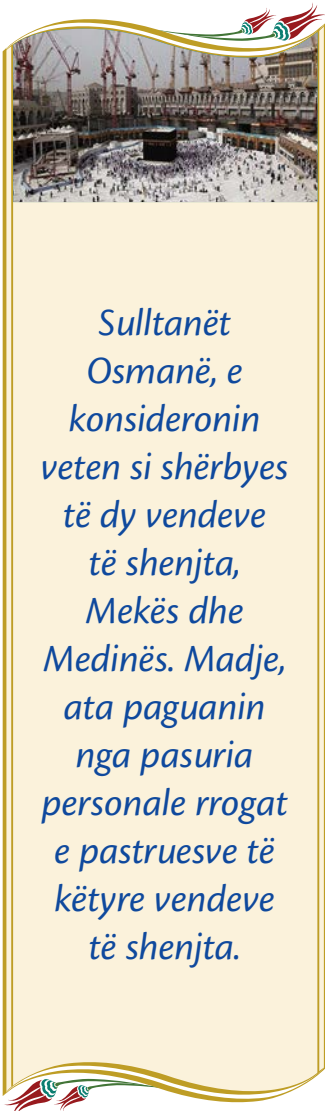 Sulltanët
Osmanë, e
konsideronin
veten si shërbyes
të dy vendeve
të shenjta,
Mekës dhe
Medinës. Madje,
ata paguanin
nga pasuria
personale rrogat
e pastruesve të
këtyre vendeve
të shenjta.